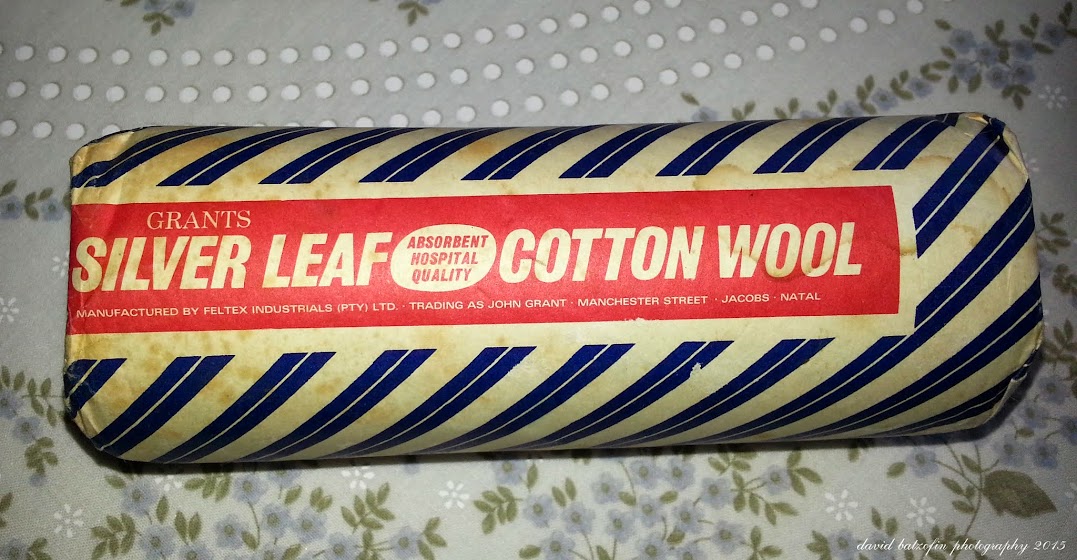 GRANTS
SILVER LEAF ABSORBENT HOSPITAL QUALITY COTTON WOOL
MANUFACTURED BY FELTEX INDUSTRIALS (PTY) LTD. · TRADING AS JOHN GRANT · MANCHESTER STREET · JACOBS · NATAL
david batzofin photography 2015